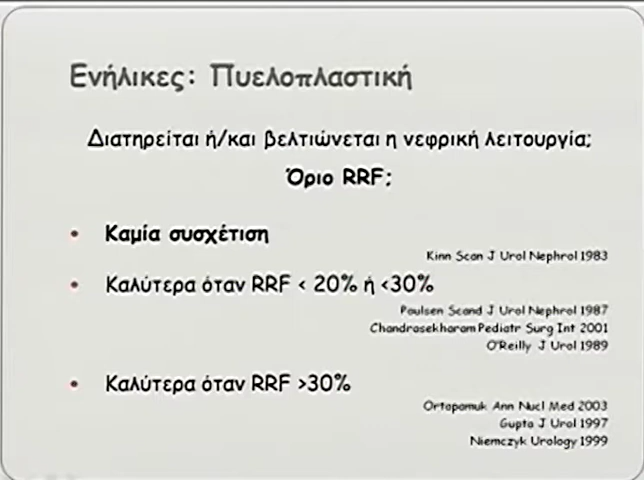 Ενήλικες: Πυελοπλαστική
Διατηρείται ή/και βελτιώνεται η νεφρική λειτουργία;
Όριο RRF;
• Καμία συσχέτιση
Kinn Scan J Urol Nephrol 1983
• Καλύτερα όταν RRF < 20% ή <30%
Poulsen Scand J Urol Nephrol 1987
Chandrasekharam Pediatr Surg Int 2001
O'Reilly J Urol 1989
• Καλύτερα όταν RRF >30%
Ortapamuk Ann Nucl Med 2003
Gupta J Urol 1997
Niemczyk Urology 1999